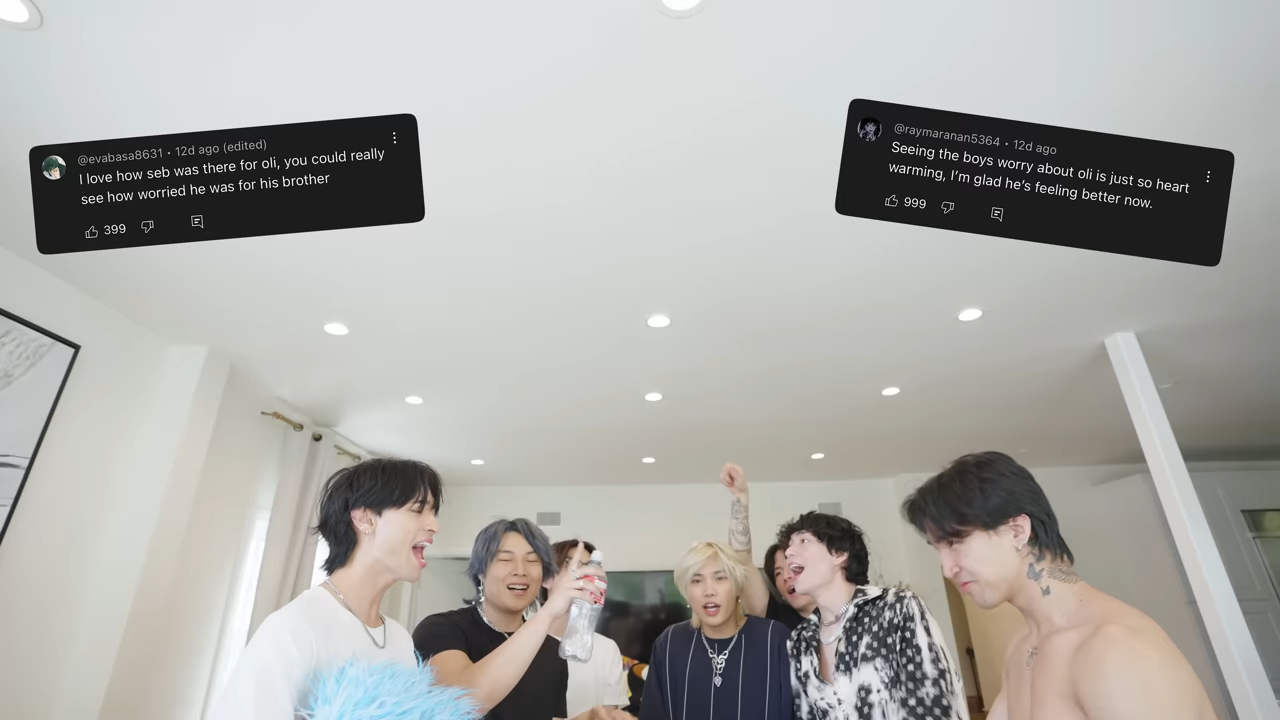 @evabasa8631 • 12d ago (edited)
I love how seb was there for oli, you could really
see how worried he was for his brother
399
@raymaranan5364 • 12d ago
Seeing the boys worry about oli is just so heart
warming, I'm glad he's feeling better now.
999